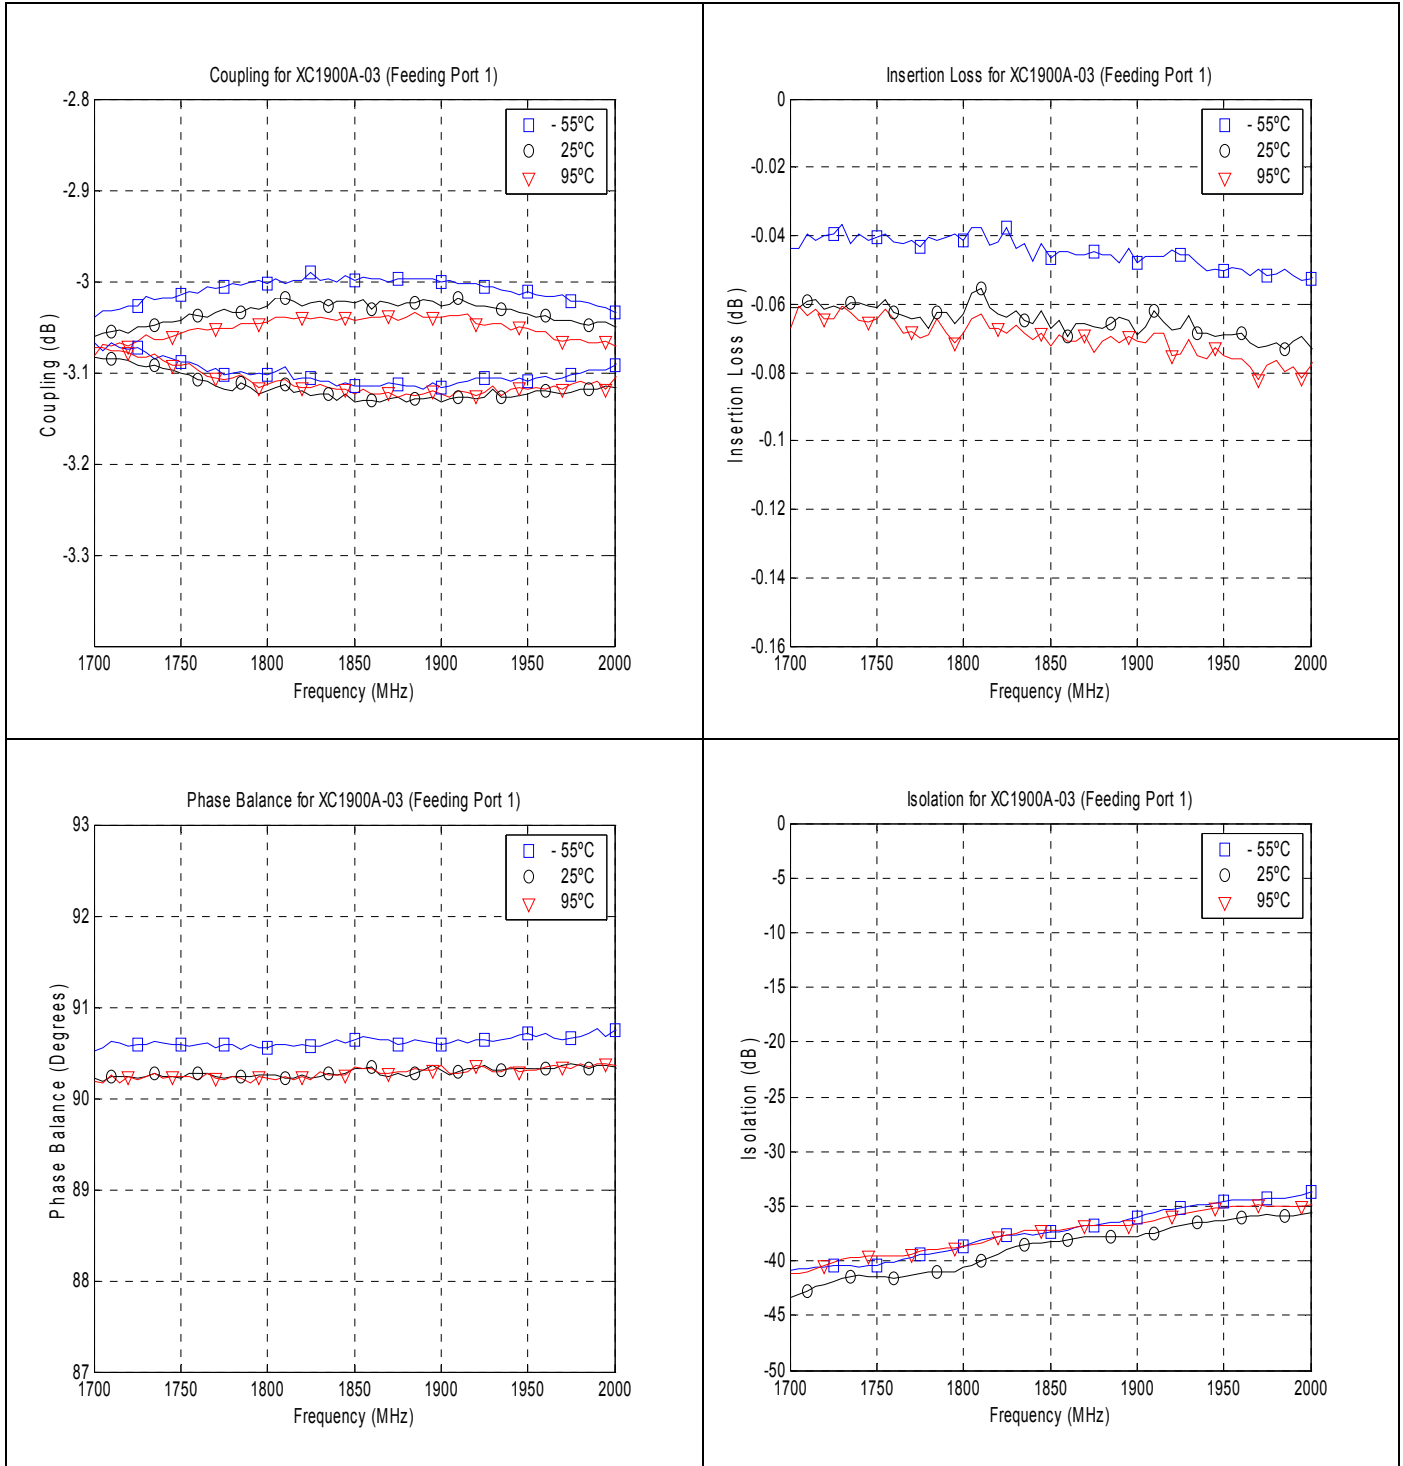 Coupling for XC1900A-03 (Feeding Port 1)
-2.8
-2.9
-3
-3.1
-3.2
-3.3
Coupling (dB)
- 55ºC
25ºC
95ºC
1700 1750 1800 1850 1900 1950 2000
Frequency (MHz)
Insertion Loss for XC1900A-03 (Feeding Port 1)
0
-0.02
-0.04
-0.06
-0.08
-0.1
-0.12
-0.14
-0.16
Insertion Loss (dB)
- 55ºC
25ºC
95ºC
1700 1750 1800 1850 1900 1950 2000
Frequency (MHz)
Phase Balance for XC1900A-03 (Feeding Port 1)
93
92
91
90
89
88
87
Phase Balance (Degrees)
- 55ºC
25ºC
95ºC
1700 1750 1800 1850 1900 1950 2000
Frequency (MHz)
Isolation for XC1900A-03 (Feeding Port 1)
0
-5
-10
-15
-20
-25
-30
-35
-40
-45
-50
Isolation (dB)
- 55ºC
25ºC
95ºC
1700 1750 1800 1850 1900 1950 2000
Frequency (MHz)